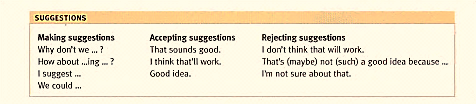 SUGGESTIONS
Making suggestions
Why don't we ... ?
How about ...ing ... ?
I suggest ...
We could ...
Accepting suggestions
That sounds good.
I think that'll work.
Good idea.
Rejecting suggestions
I don't think that will work.
That's (maybe) not (such) a good idea because ...
I'm not sure about that.